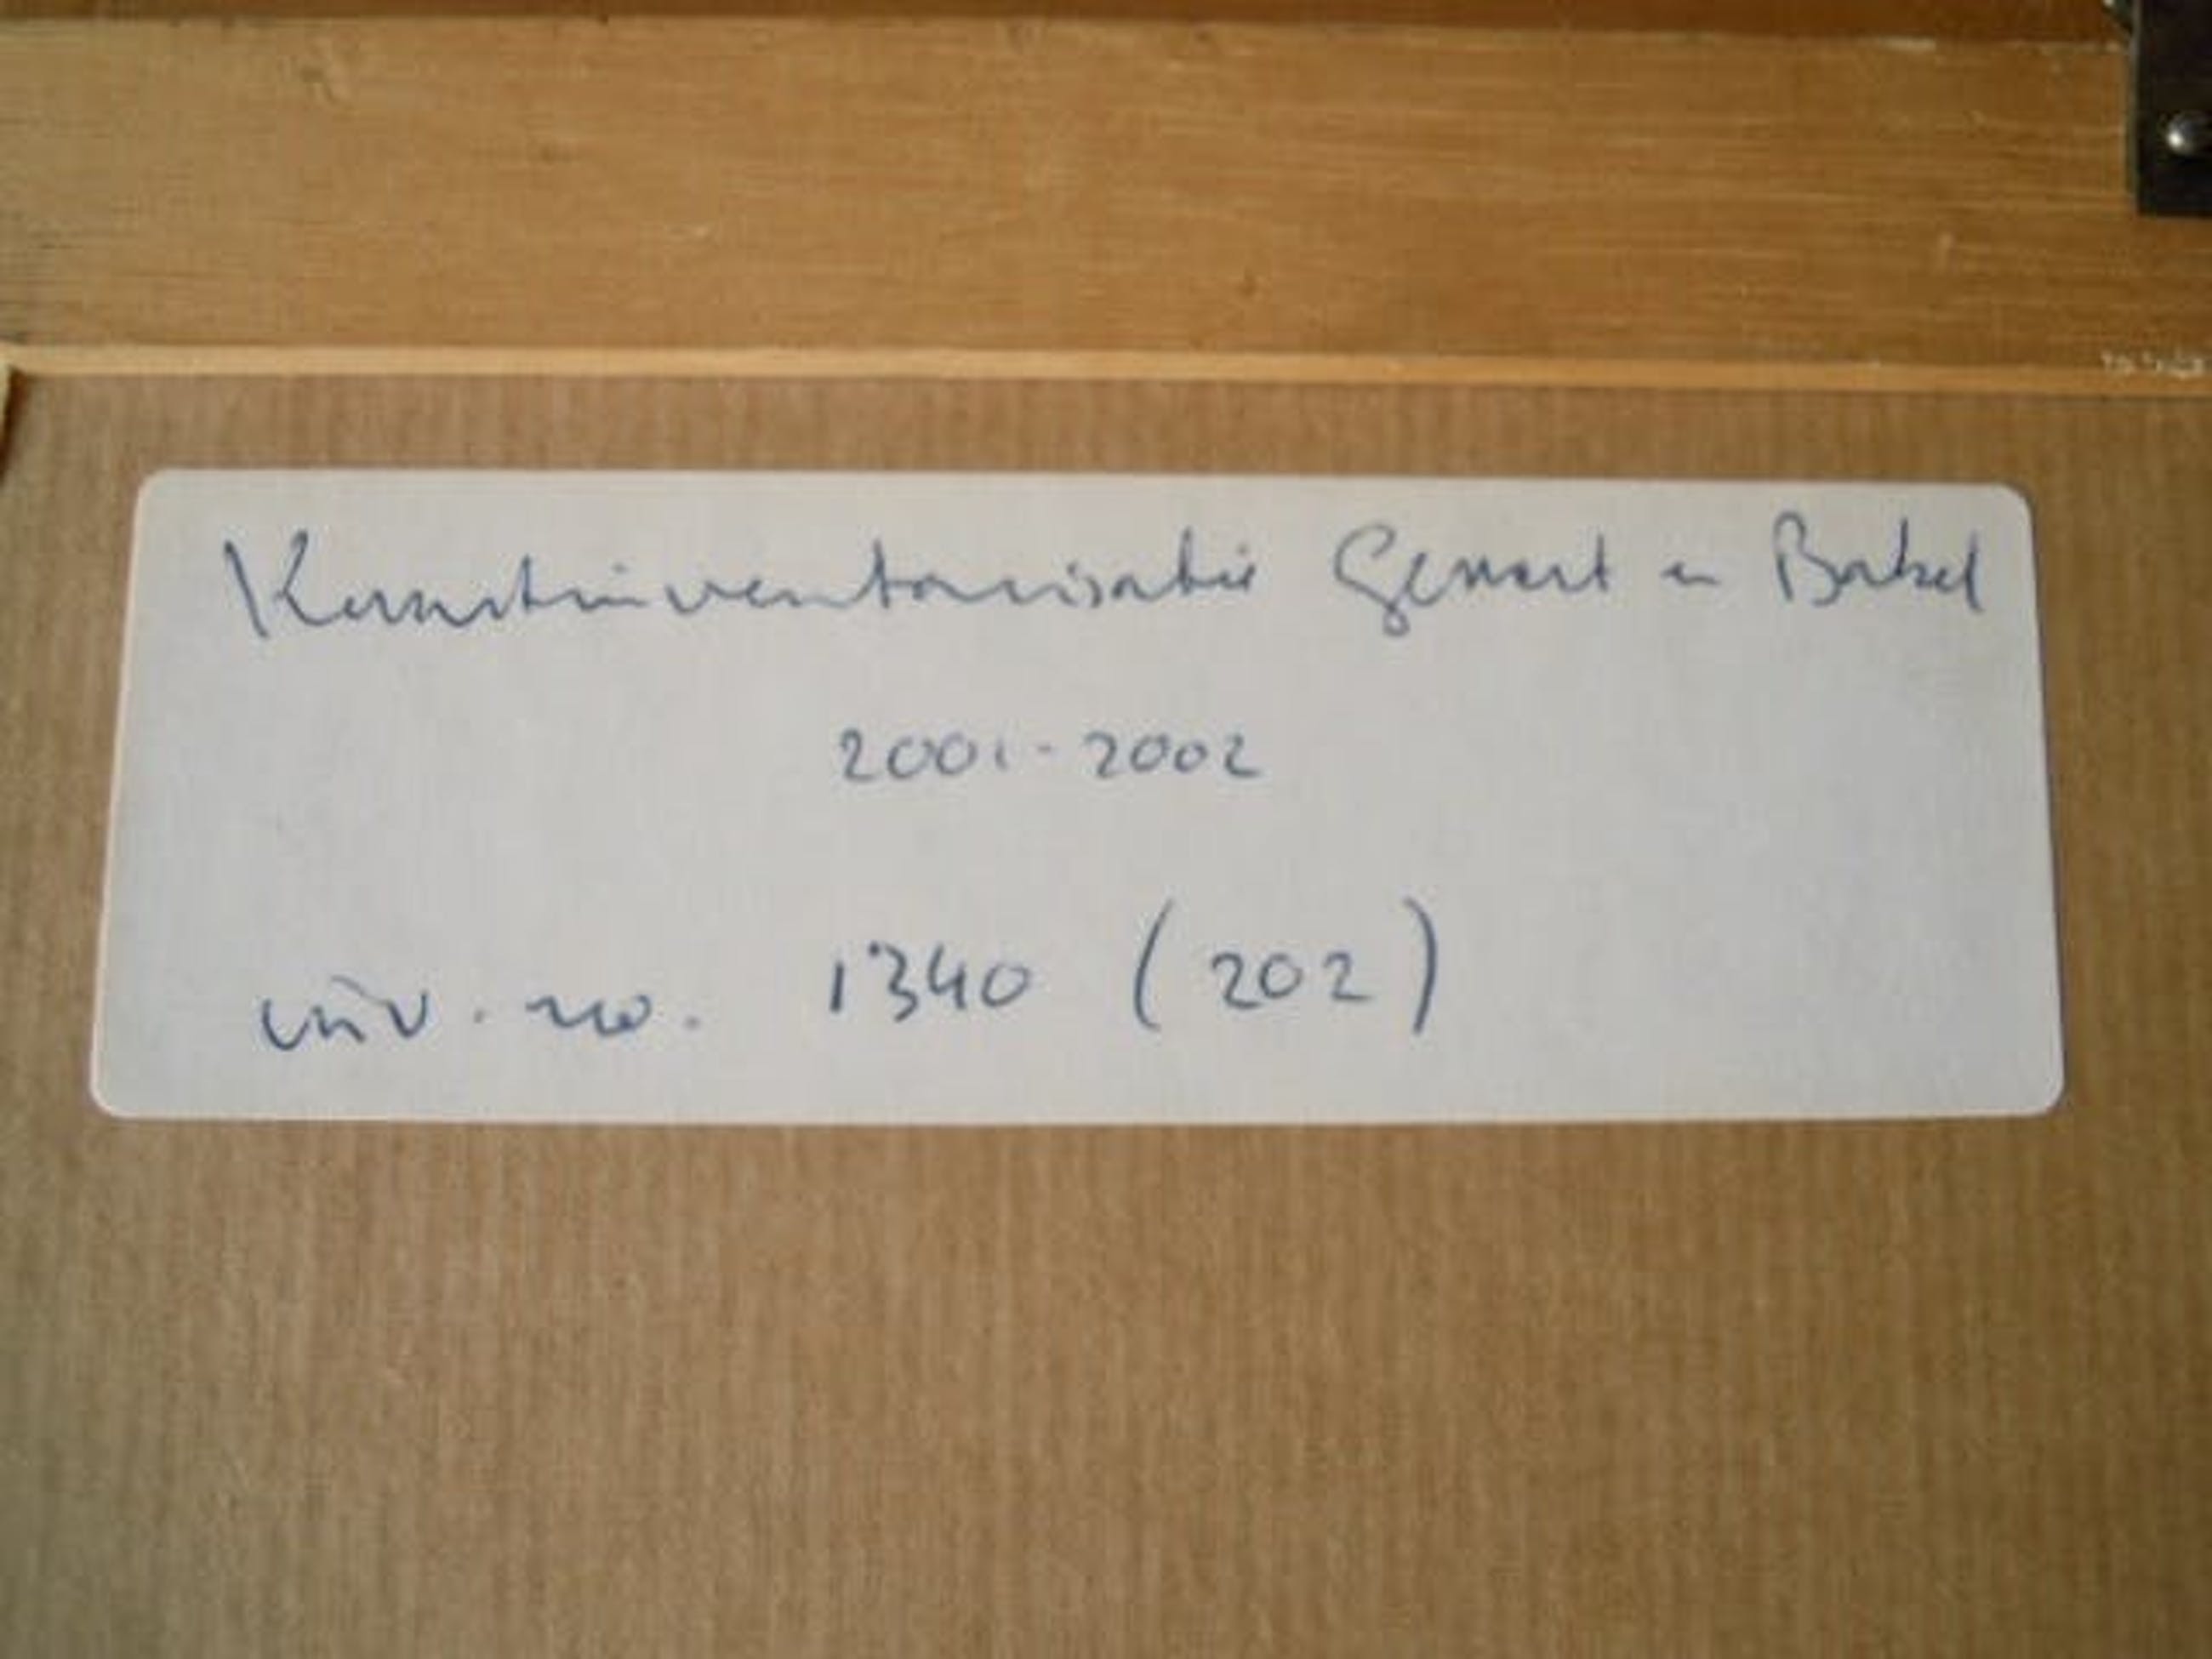 Kunstinventarisatie Gemert en Bakel
2001-2002
inv. no. 1340 (202)